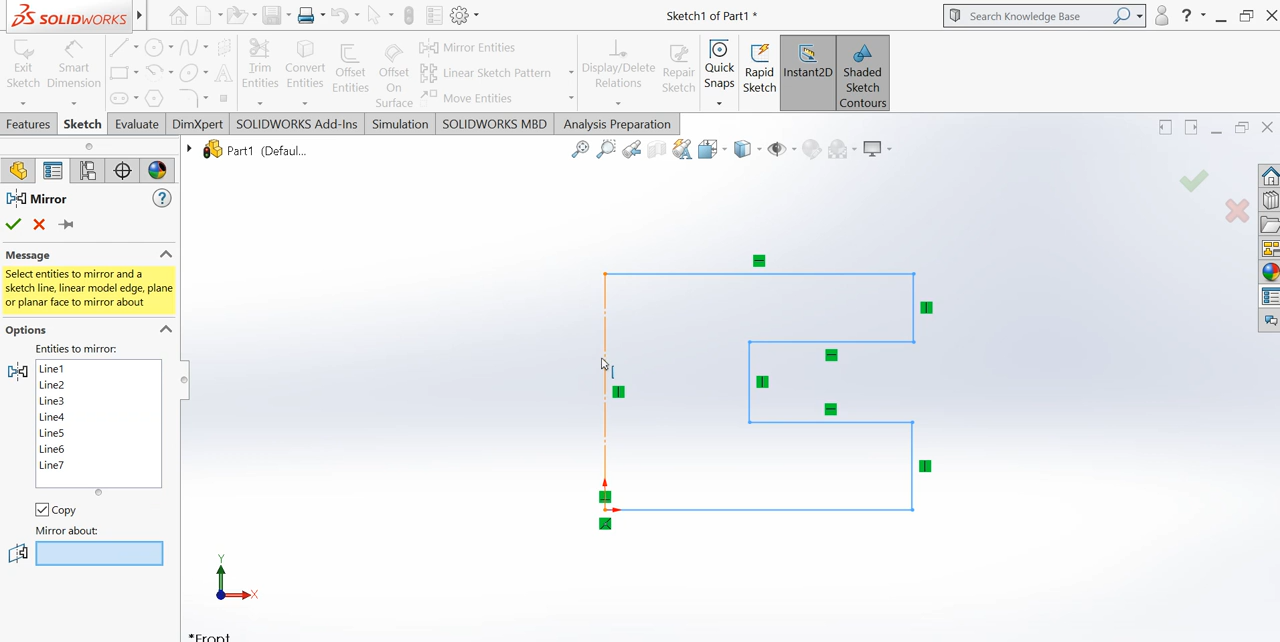 SOLIDWORKS
Sketch1 of Part1 *
Search Knowledge Base
?
Exit Sketch
Smart Dimension
Trim Entities
Convert Entities
Offset Entities
Offset On Surface
Mirror Entities
Linear Sketch Pattern
Move Entities
Display/Delete Relations
Repair Sketch
Quick Snaps
Rapid Sketch
Instant2D
Shaded Sketch Contours
Features
Sketch
Evaluate
DimXpert
SOLIDWORKS Add-Ins
Simulation
SOLIDWORKS MBD
Analysis Preparation
Part1 (Defaul...
Mirror
?
Message
Select entities to mirror and a
sketch line, linear model edge, plane
or planar face to mirror about
Options
Entities to mirror:
Line1
Line2
Line3
Line4
Line5
Line6
Line7
Copy
Mirror about:
Y
X
*Front